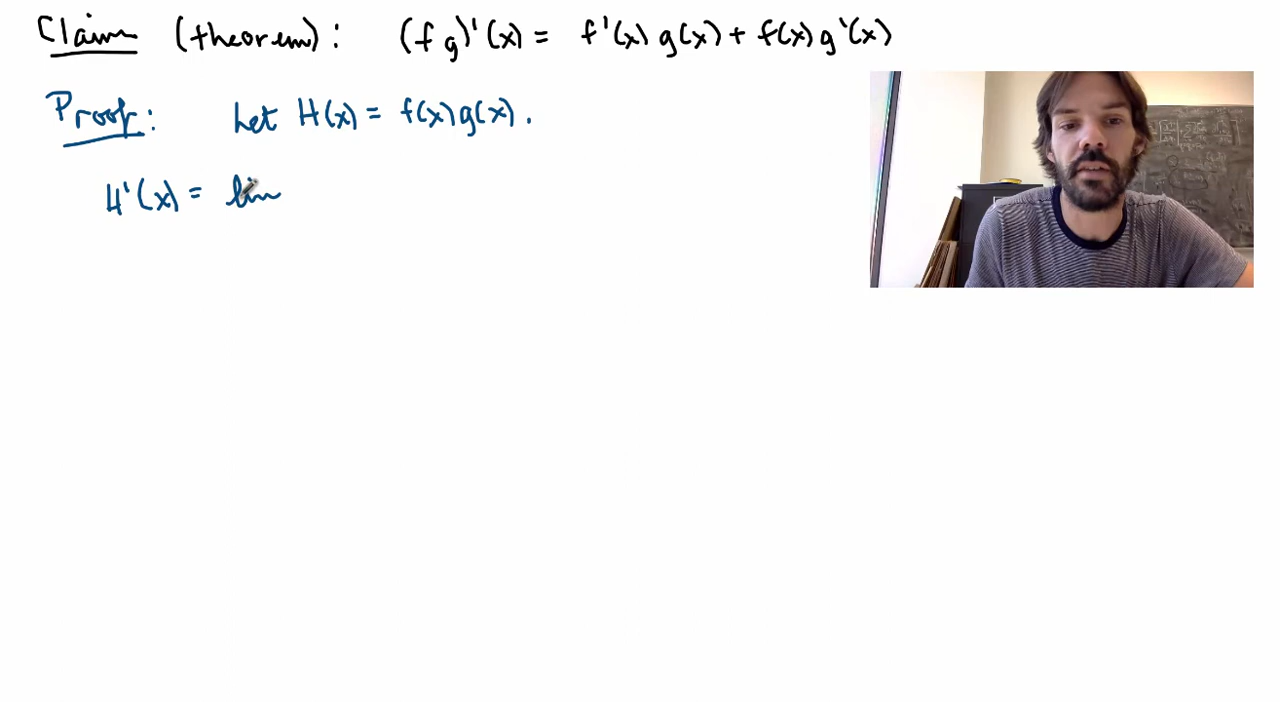 Claim (theorem): (fg)'(x) = f'(x)g(x) + f(x)g'(x)
Proof: Let H(x) = f(x)g(x).
H'(x) = lim